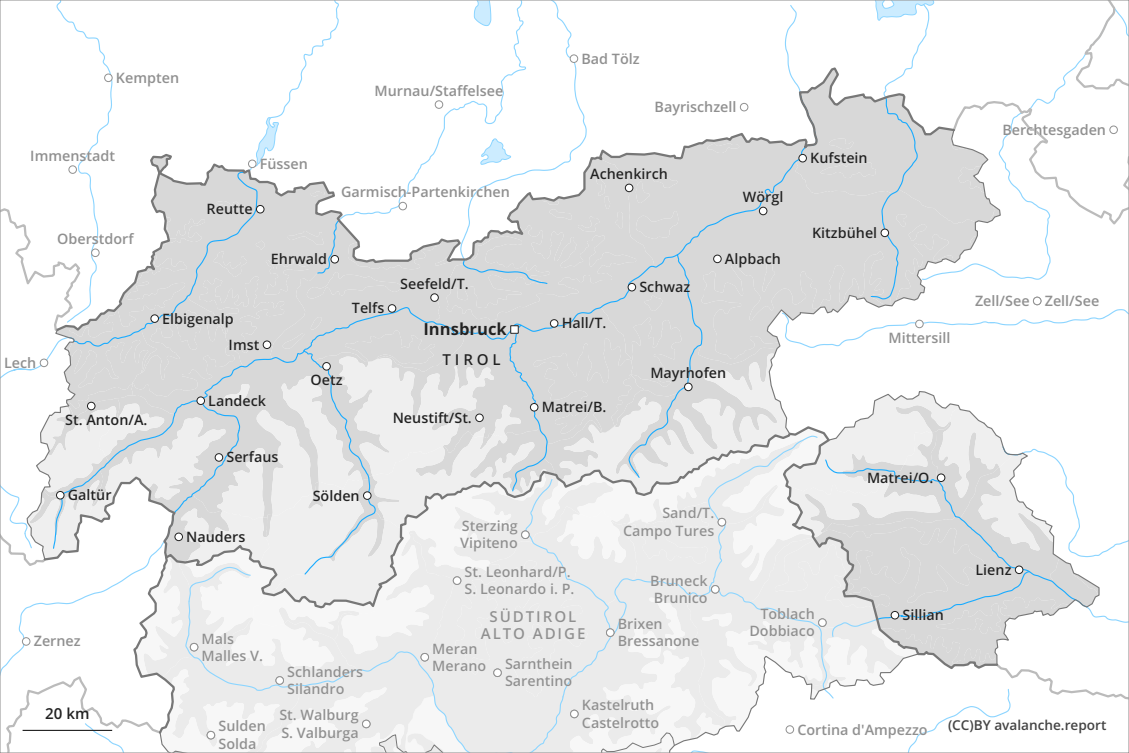 Kempten
Bad Tölz
Murnau/Staffelsee
Bayrischzell
Berchtesgaden
Immenstadt
Füssen
Kufstein
Achenkirch
Garmisch-Partenkirchen
Wörgl
Reutte
Kitzbühel
Oberstdorf
Ehrwald
Alpbach
Seefeld/T.
Schwaz
Zell/See
Zell/See
Telfs
Elbigenalp
Innsbruck
Hall/T.
Mittersill
Imst
TIROL
Lech
Oetz
Mayrhofen
Landeck
Matrei/B.
St. Anton/A.
Neustift/St.
Serfaus
Matrei/O.
Galtür
Sölden
Sand/T.
Campo Tures
Sterzing
Vipiteno
Nauders
St. Leonhard/P.
S. Leonardo i. P.
Lienz
Bruneck
Brunico
SÜDTIROL
ALTO ADIGE
Toblach
Dobbiaco
Sillian
Brixen
Bressanone
Zernez
Mals
Malles V.
Meran
Merano
Sarnthein
Sarentino
Schlanders
Silandro
Kastelruth
Castelrotto
20 km
St. Walburg
S. Valburga
Sulden
Solda
Cortina d'Ampezzo
(CC)BY avalanche.report